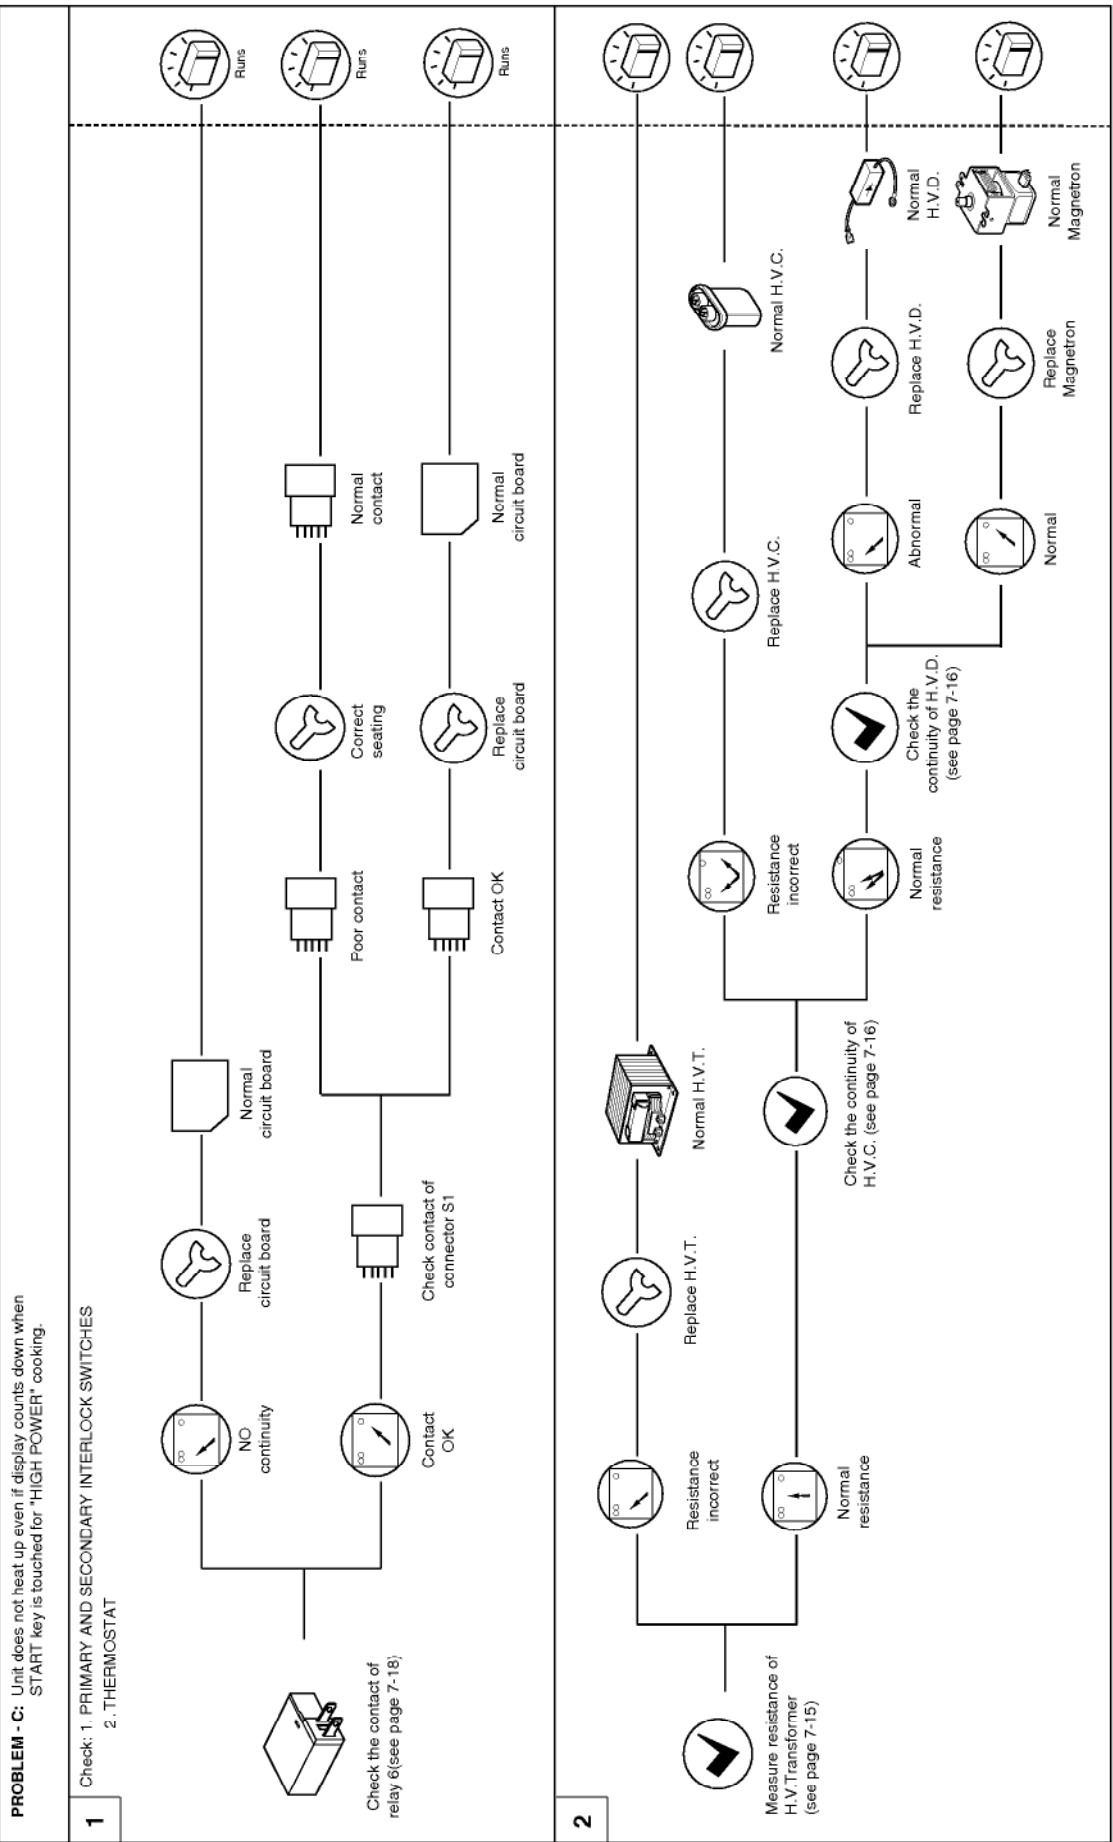 PROBLEM - C: Unit does not heat up even if display counts down when
START key is touched for "HIGH POWER" cooking.
1
Check: 1. PRIMARY AND SECONDARY INTERLOCK SWITCHES
2. THERMOSTAT
Check the contact of
relay 6(see page 7-18)
NO
continuity
Replace
circuit board
Normal
circuit board
Runs
Contact
OK
Check contact of
connector S1
Poor contact
Correct
seating
Normal
contact
Runs
Contact OK
Replace
circuit board
Normal
circuit board
Runs
2
Measure resistance of
H.V.Transformer
(see page 7-15)
Resistance
incorrect
Replace H.V.T.
Normal H.V.T.
Normal
resistance
Check the continuity of
H.V.C. (see page 7-16)
Resistance
incorrect
Replace H.V.C.
Normal H.V.C.
Normal
resistance
Check the
continuity of H.V.D.
(see page 7-16)
Abnormal
Replace H.V.D.
Normal
H.V.D.
Normal
Replace
Magnetron
Normal
Magnetron